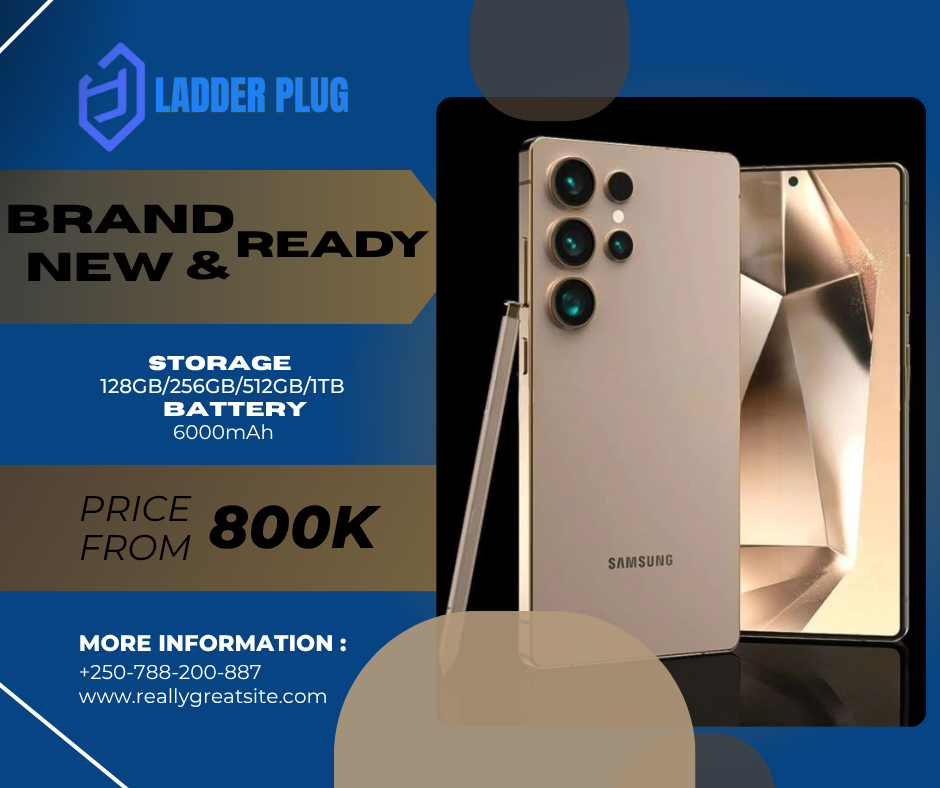 LADDER PLUG
BRAND
NEW &
READY
STORAGE
128GB/256GB/512GB/1TB
BATTERY
6000mAh
PRICE
FROM
800K
MORE INFORMATION :
+250-788-200-887
www.reallygreatsite.com
SAMSUNG